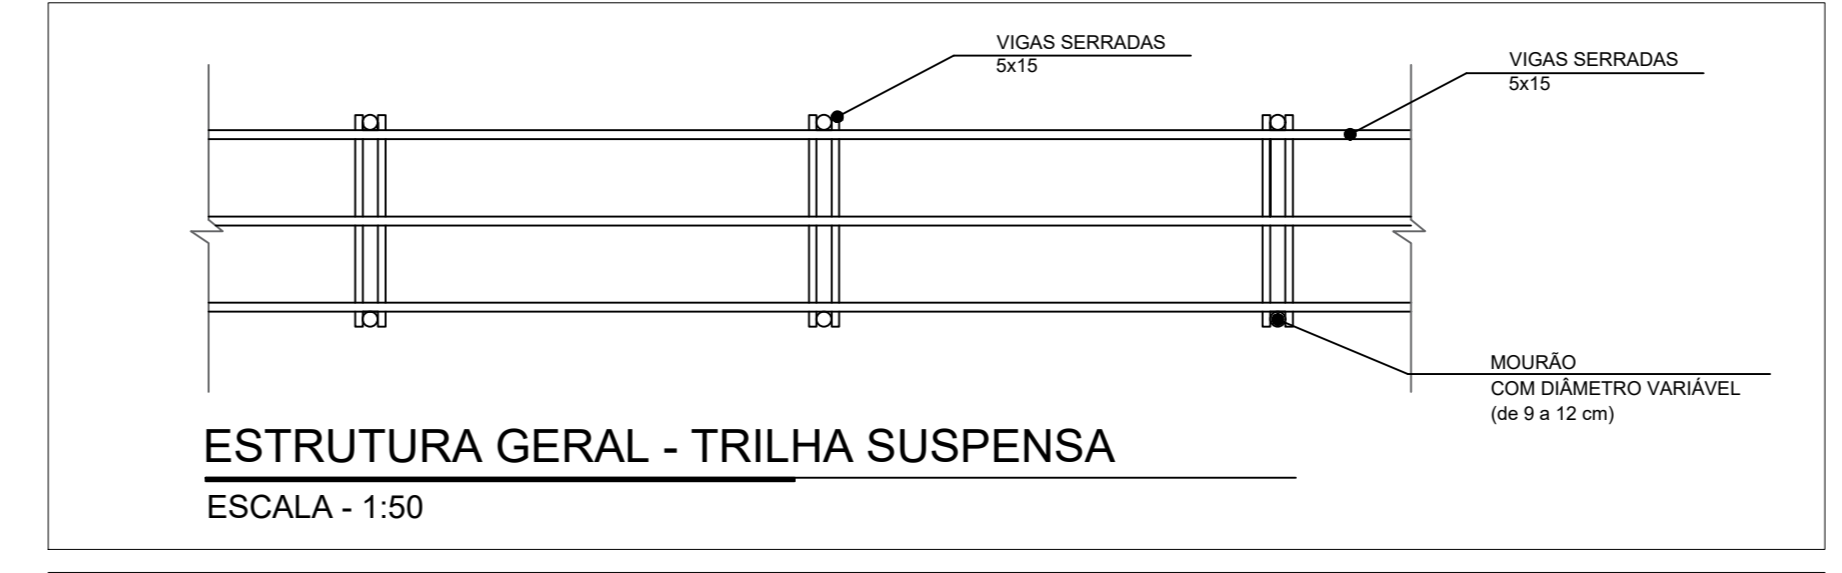 VIGAS SERRADAS
5x15
VIGAS SERRADAS
5x15
MOURÃO
COM DIÂMETRO VARIÁVEL
(de 9 a 12 cm)
ESTRUTURA GERAL - TRILHA SUSPENSA
ESCALA - 1:50